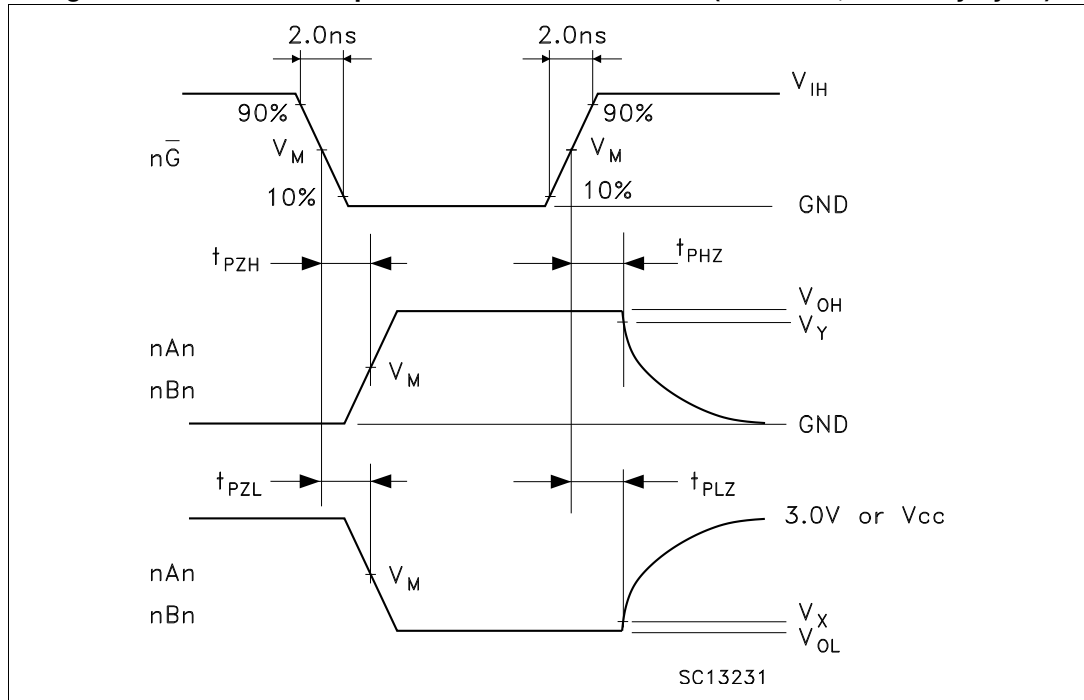 2.0ns 2.0ns
V_IH
90% 90%
nG̅ V_M V_M
10% 10%
GND
t_PZH t_PHZ
V_OH
V_Y
nAn
V_M
nBn
GND
t_PZL t_PLZ
3.0V or Vcc
nAn V_M
nBn
V_X
V_OL
SC13231